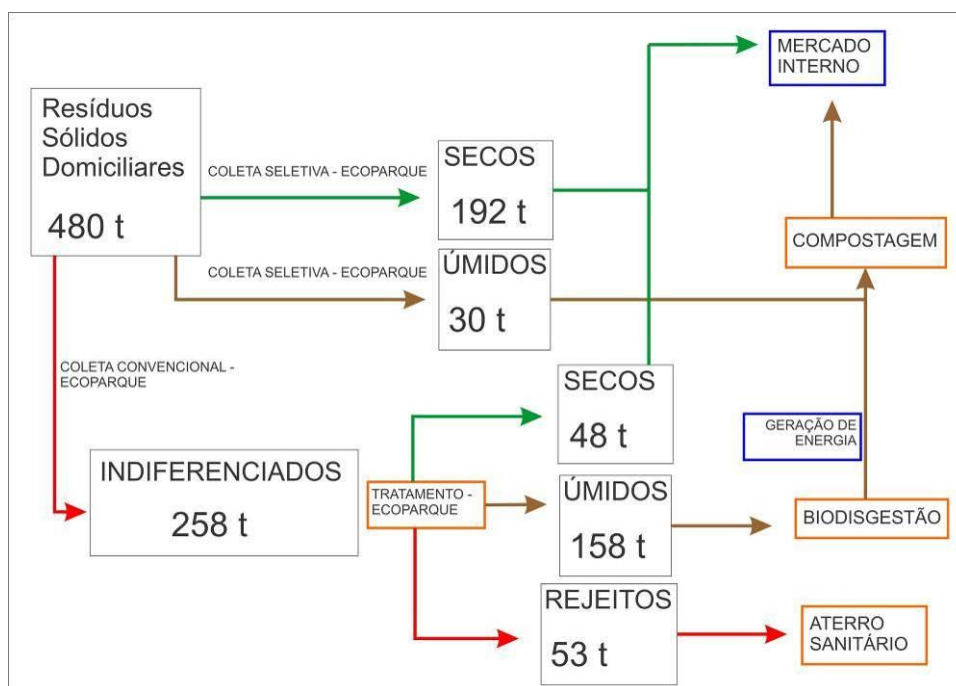 MERCADO
INTERNO
Resíduos
Sólidos
Domiciliares
480 t
COLETA SELETIVA - ECOPARQUE
SECOS
192 t
COMPOSTAGEM
COLETA SELETIVA - ECOPARQUE
ÚMIDOS
30 t
COLETA CONVENCIONAL -
ECOPARQUE
SECOS
48 t
GERAÇÃO DE
ENERGIA
INDIFERENCIADOS
258 t
TRATAMENTO -
ECOPARQUE
ÚMIDOS
158 t
BIODISGESTÃO
REJEITOS
53 t
ATERRO
SANITÁRIO